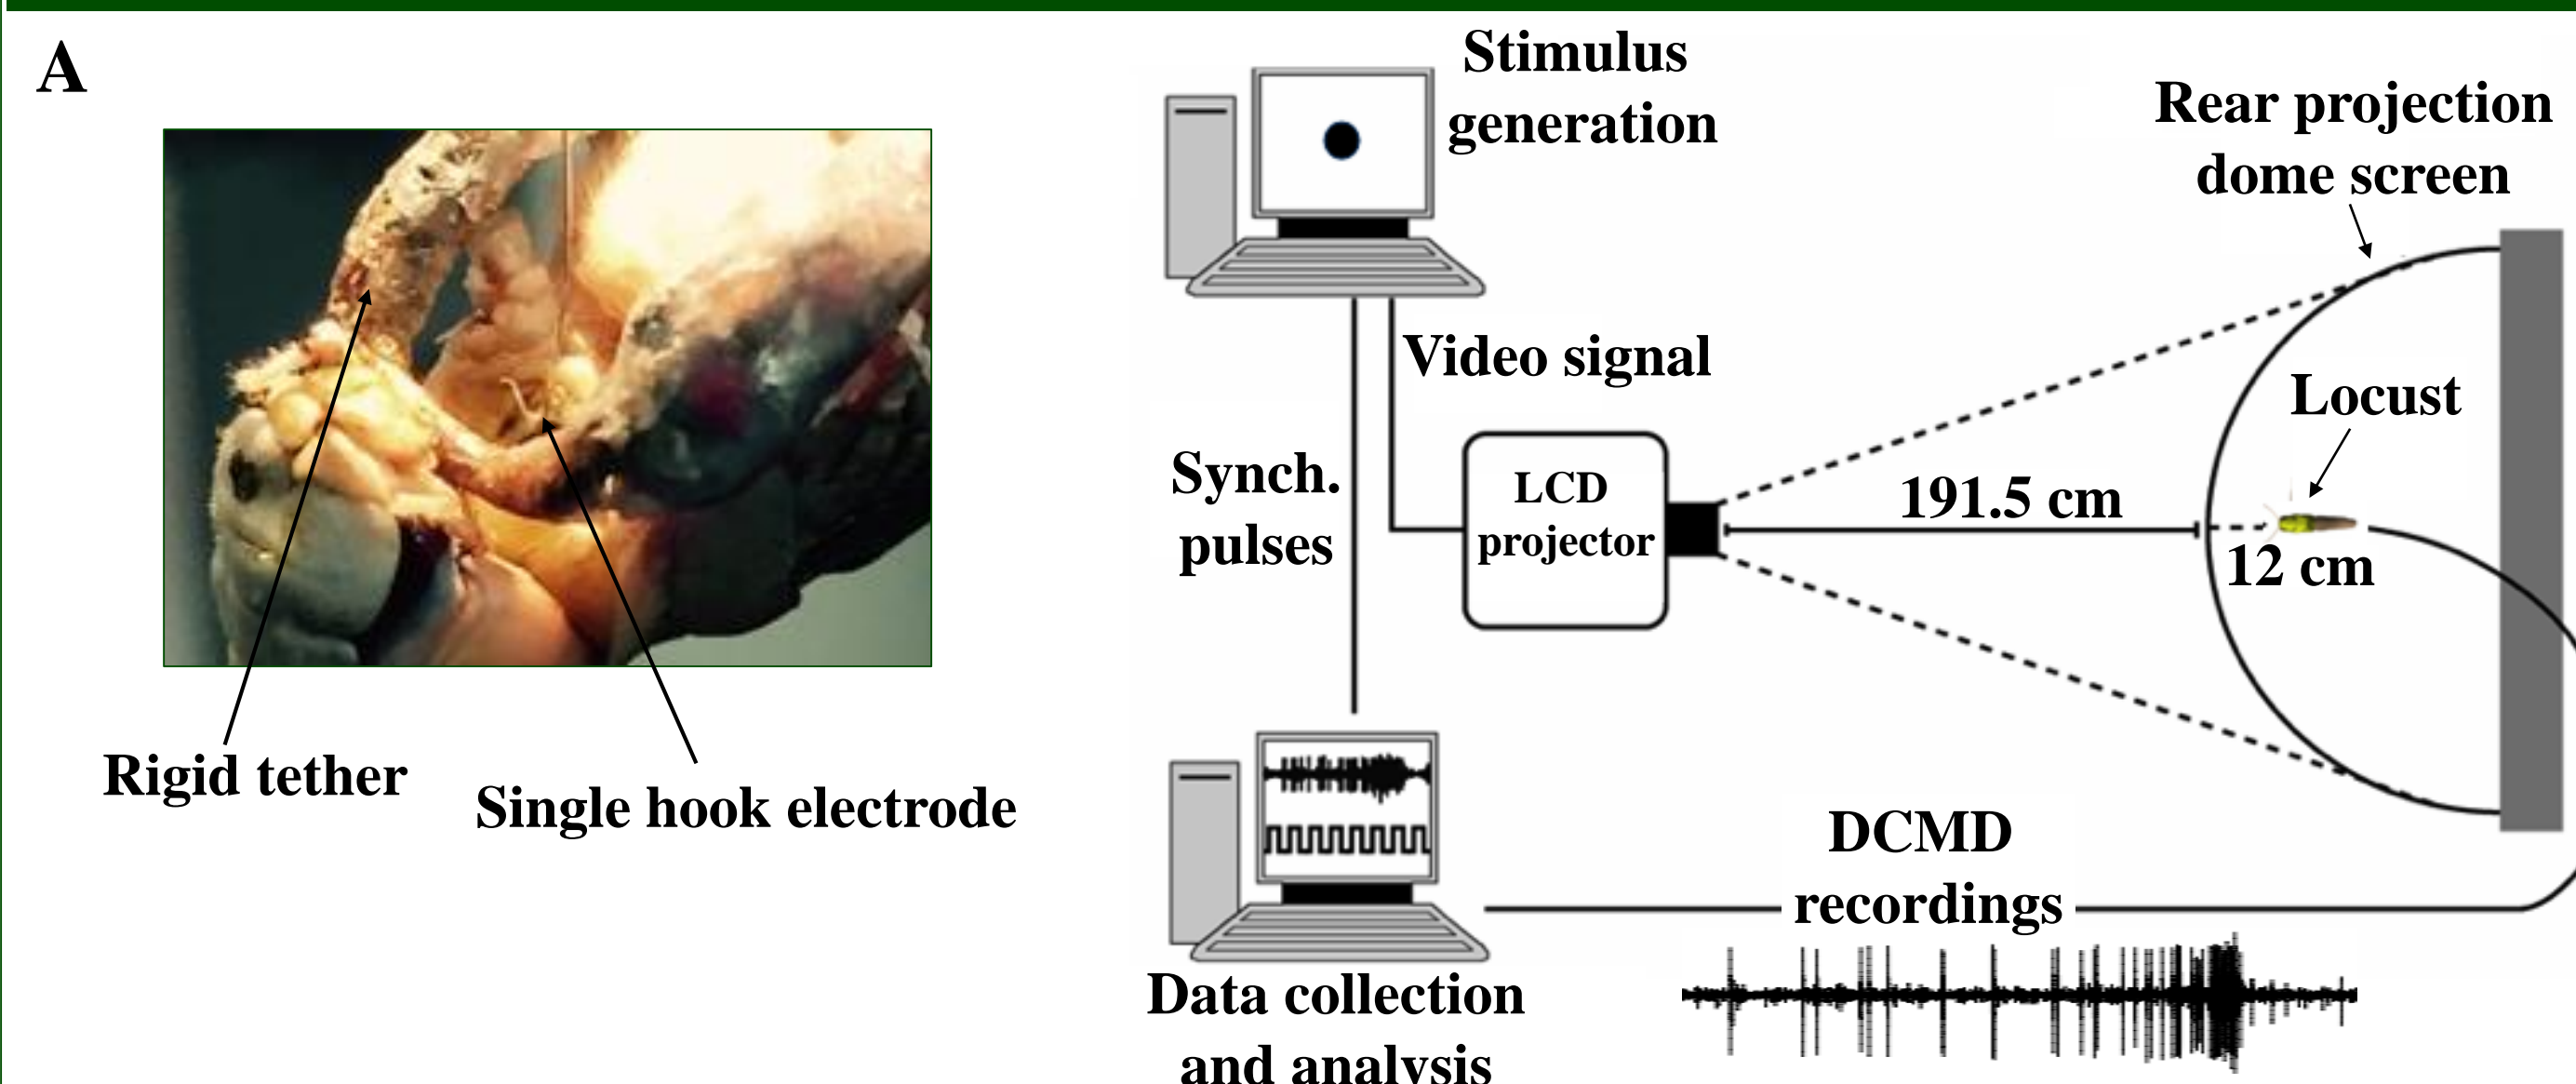 A
Stimulus
generation
Rear projection
dome screen
Video signal
Locust
Synch.
pulses
LCD
projector
191.5 cm
12 cm
Rigid tether
Single hook electrode
DCMD
recordings
Data collection
and analysis